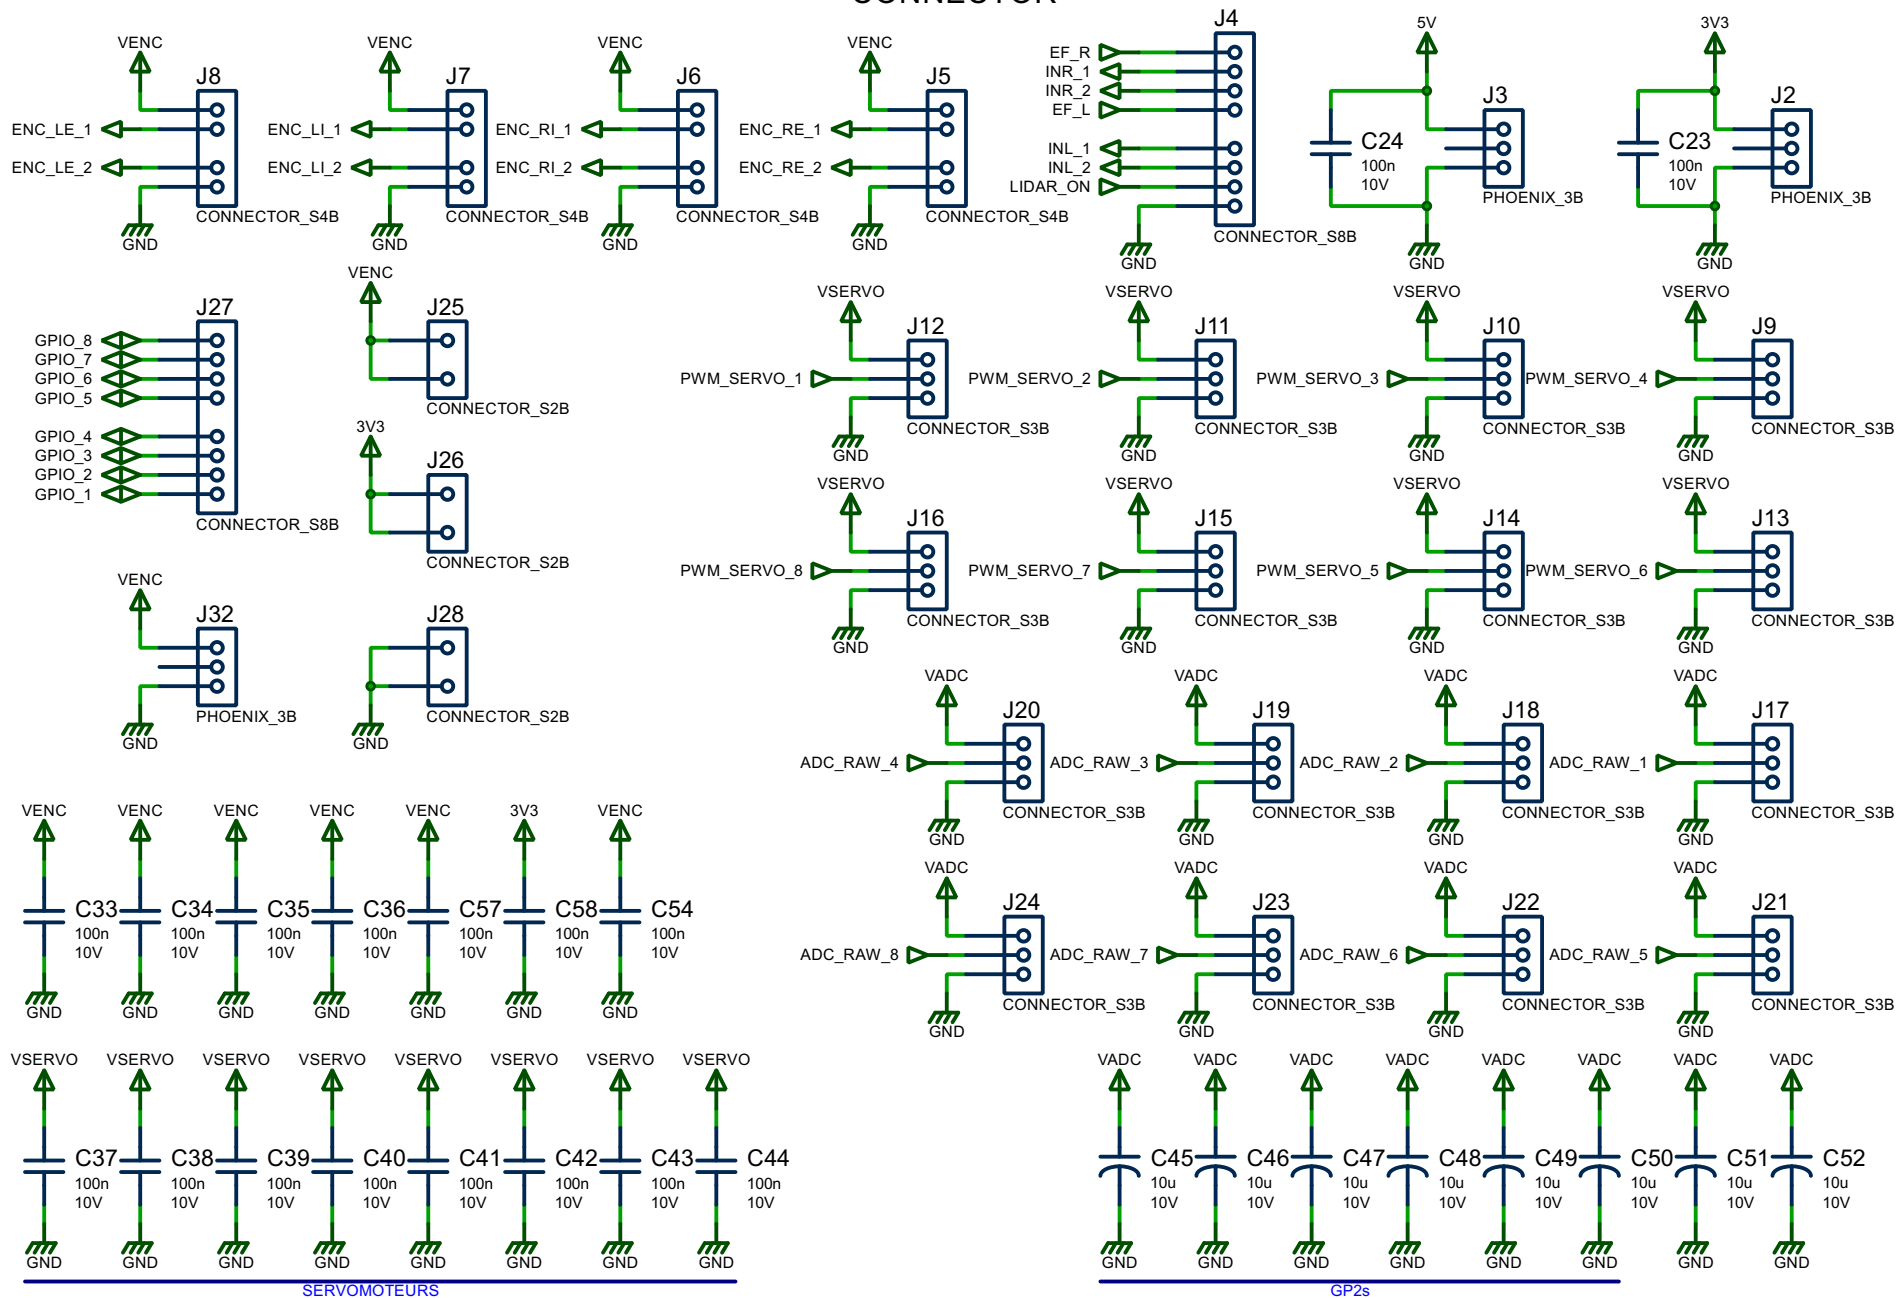 CONNECTOR
VENC
J8
ENC_LE_1
ENC_LE_2
CONNECTOR_S4B
GND
VENC
J7
ENC_LI_1
ENC_LI_2
CONNECTOR_S4B
GND
VENC
J6
ENC_RI_1
ENC_RI_2
CONNECTOR_S4B
GND
VENC
J5
ENC_RE_1
ENC_RE_2
CONNECTOR_S4B
GND
J4
EF_R
INR_1
INR_2
EF_L
INL_1
INL_2
LIDAR_ON
CONNECTOR_S8B
GND
5V
J3
C24
100n
10V
PHOENIX_3B
GND
3V3
J2
C23
100n
10V
PHOENIX_3B
GND
J27
GPIO_8
GPIO_7
GPIO_6
GPIO_5
GPIO_4
GPIO_3
GPIO_2
GPIO_1
CONNECTOR_S8B
VENC
J25
CONNECTOR_S2B
3V3
J26
CONNECTOR_S2B
VENC
J32
PHOENIX_3B
GND
J28
CONNECTOR_S2B
GND
VSERVO
J12
PWM_SERVO_1
CONNECTOR_S3B
GND
VSERVO
J11
PWM_SERVO_2
CONNECTOR_S3B
GND
VSERVO
J10
PWM_SERVO_3
CONNECTOR_S3B
GND
VSERVO
J9
PWM_SERVO_4
CONNECTOR_S3B
GND
VSERVO
J16
PWM_SERVO_8
CONNECTOR_S3B
GND
VSERVO
J15
PWM_SERVO_7
CONNECTOR_S3B
GND
VSERVO
J14
PWM_SERVO_5
CONNECTOR_S3B
GND
VSERVO
J13
PWM_SERVO_6
CONNECTOR_S3B
GND
VADC
J20
ADC_RAW_4
CONNECTOR_S3B
GND
VADC
J19
ADC_RAW_3
CONNECTOR_S3B
GND
VADC
J18
ADC_RAW_2
CONNECTOR_S3B
GND
VADC
J17
ADC_RAW_1
CONNECTOR_S3B
GND
VADC
J24
ADC_RAW_8
CONNECTOR_S3B
GND
VADC
J23
ADC_RAW_7
CONNECTOR_S3B
GND
VADC
J22
ADC_RAW_6
CONNECTOR_S3B
GND
VADC
J21
ADC_RAW_5
CONNECTOR_S3B
GND
VENC
C33
100n
10V
GND
VENC
C34
100n
10V
GND
VENC
C35
100n
10V
GND
VENC
C36
100n
10V
GND
VENC
C57
100n
10V
GND
3V3
C58
100n
10V
GND
VENC
C54
100n
10V
GND
VSERVO
C37
100n
10V
GND
VSERVO
C38
100n
10V
GND
VSERVO
C39
100n
10V
GND
VSERVO
C40
100n
10V
GND
VSERVO
C41
100n
10V
GND
VSERVO
C42
100n
10V
GND
VSERVO
C43
100n
10V
GND
VSERVO
C44
100n
10V
GND
SERVOMOTEURS
VADC
C45
10u
10V
GND
VADC
C46
10u
10V
GND
VADC
C47
10u
10V
GND
VADC
C48
10u
10V
GND
VADC
C49
10u
10V
GND
VADC
C50
10u
10V
GND
VADC
C51
10u
10V
GND
VADC
C52
10u
10V
GND
GP2s